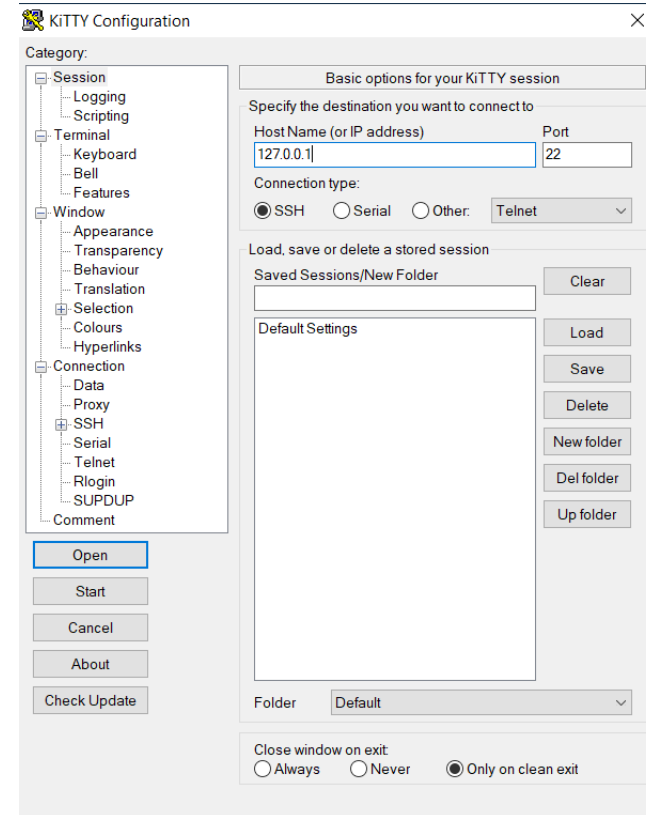 KiTTY Configuration
Category:
Session
Logging
Scripting
Terminal
Keyboard
Bell
Features
Window
Appearance
Transparency
Behaviour
Translation
Selection
Colours
Hyperlinks
Connection
Data
Proxy
SSH
Serial
Telnet
Rlogin
SUPDUP
Comment
Open
Start
Cancel
About
Check Update
Basic options for your KiTTY session
Specify the destination you want to connect to
Host Name (or IP address) Port
127.0.0.1 22
Connection type:
SSH Serial Other: Telnet
Load, save or delete a stored session
Saved Sessions/New Folder
Clear
Default Settings
Load
Save
Delete
New folder
Del folder
Up folder
Folder Default
Close window on exit:
Always Never Only on clean exit